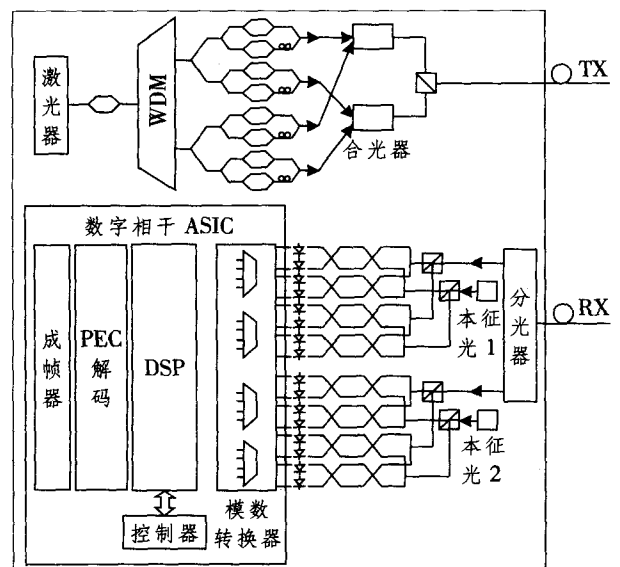 激光器
WDM
合光器
TX
数字相干 ASIC
成帧器
PEC
解码
DSP
控制器
模数
转换器
本征
光 1
本征
光 2
分光器
RX